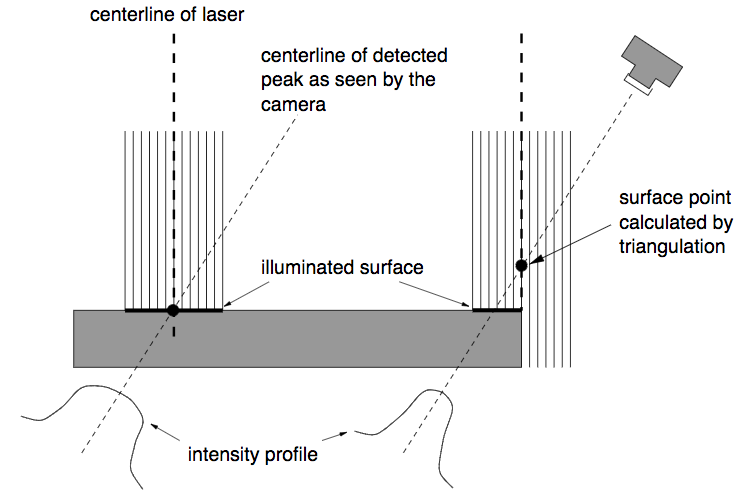 centerline of laser
centerline of detected
peak as seen by the
camera
surface point
calculated by
triangulation
illuminated surface
intensity profile